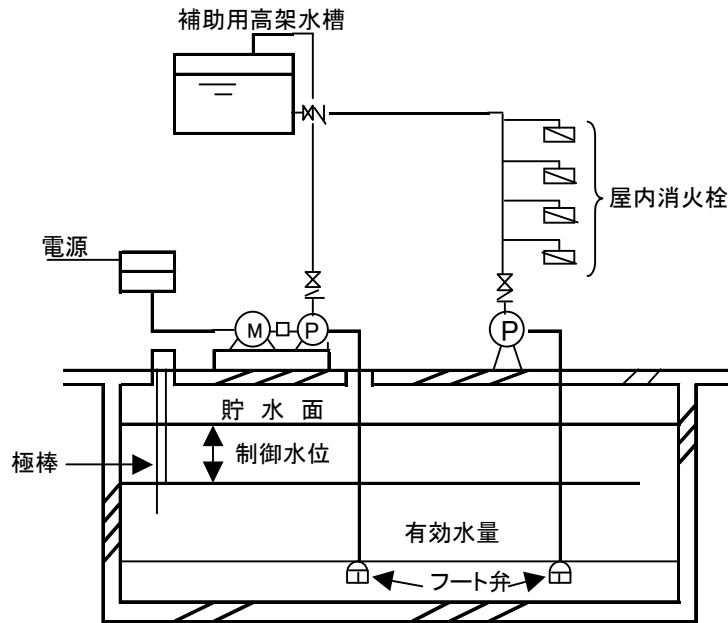 補助用高架水槽
屋内消火栓
電源
M
P
P
貯水面
制御水位
極棒
有効水量
フート弁